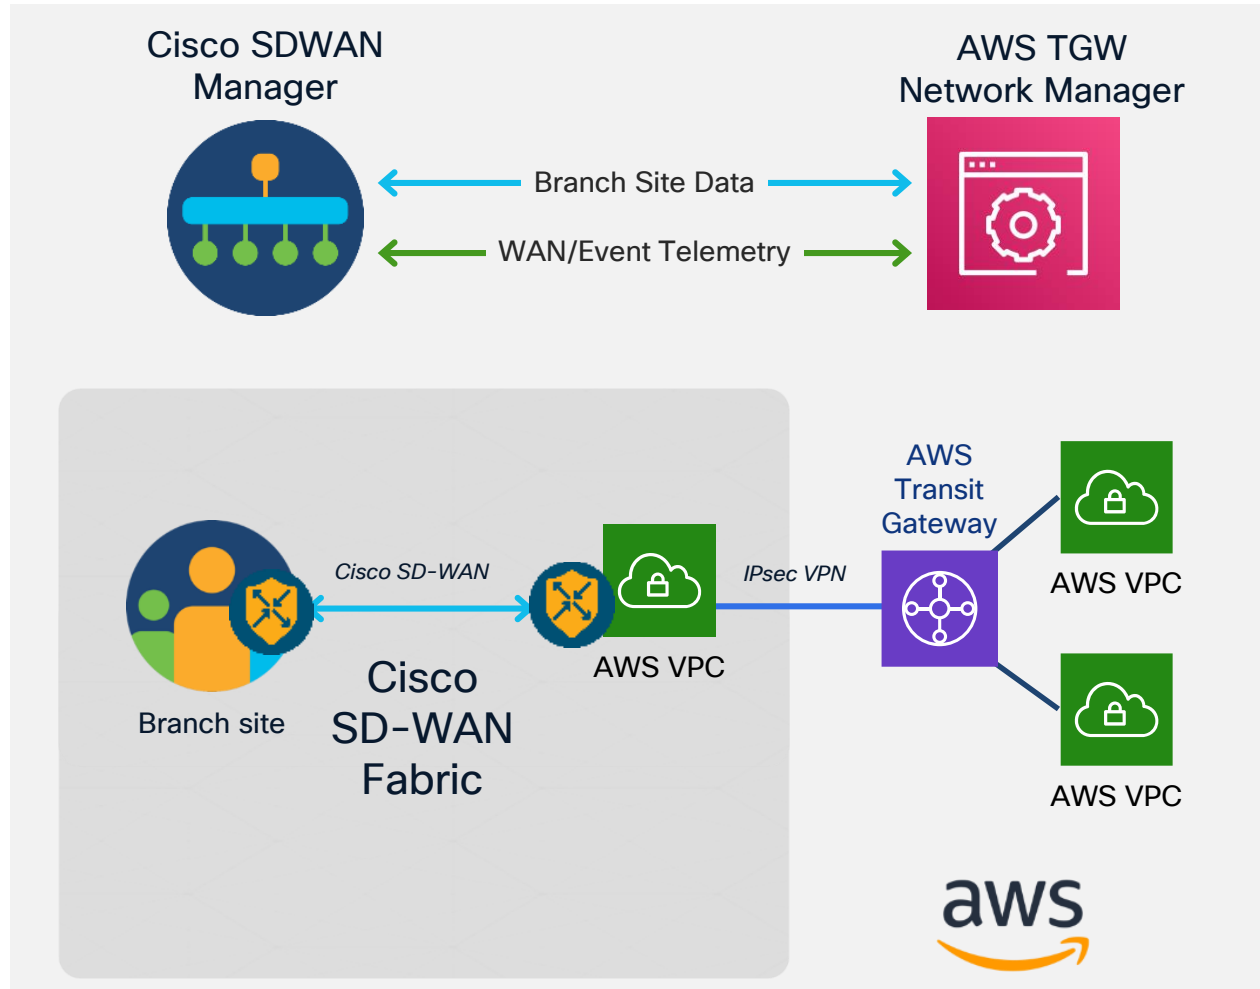 Cisco SDWAN
Manager
AWS TGW
Network Manager
Branch Site Data
WAN/Event Telemetry
AWS
Transit
Gateway
Cisco SD-WAN
IPsec VPN
AWS VPC
AWS VPC
Branch site
Cisco
SD-WAN
Fabric
AWS VPC
aws